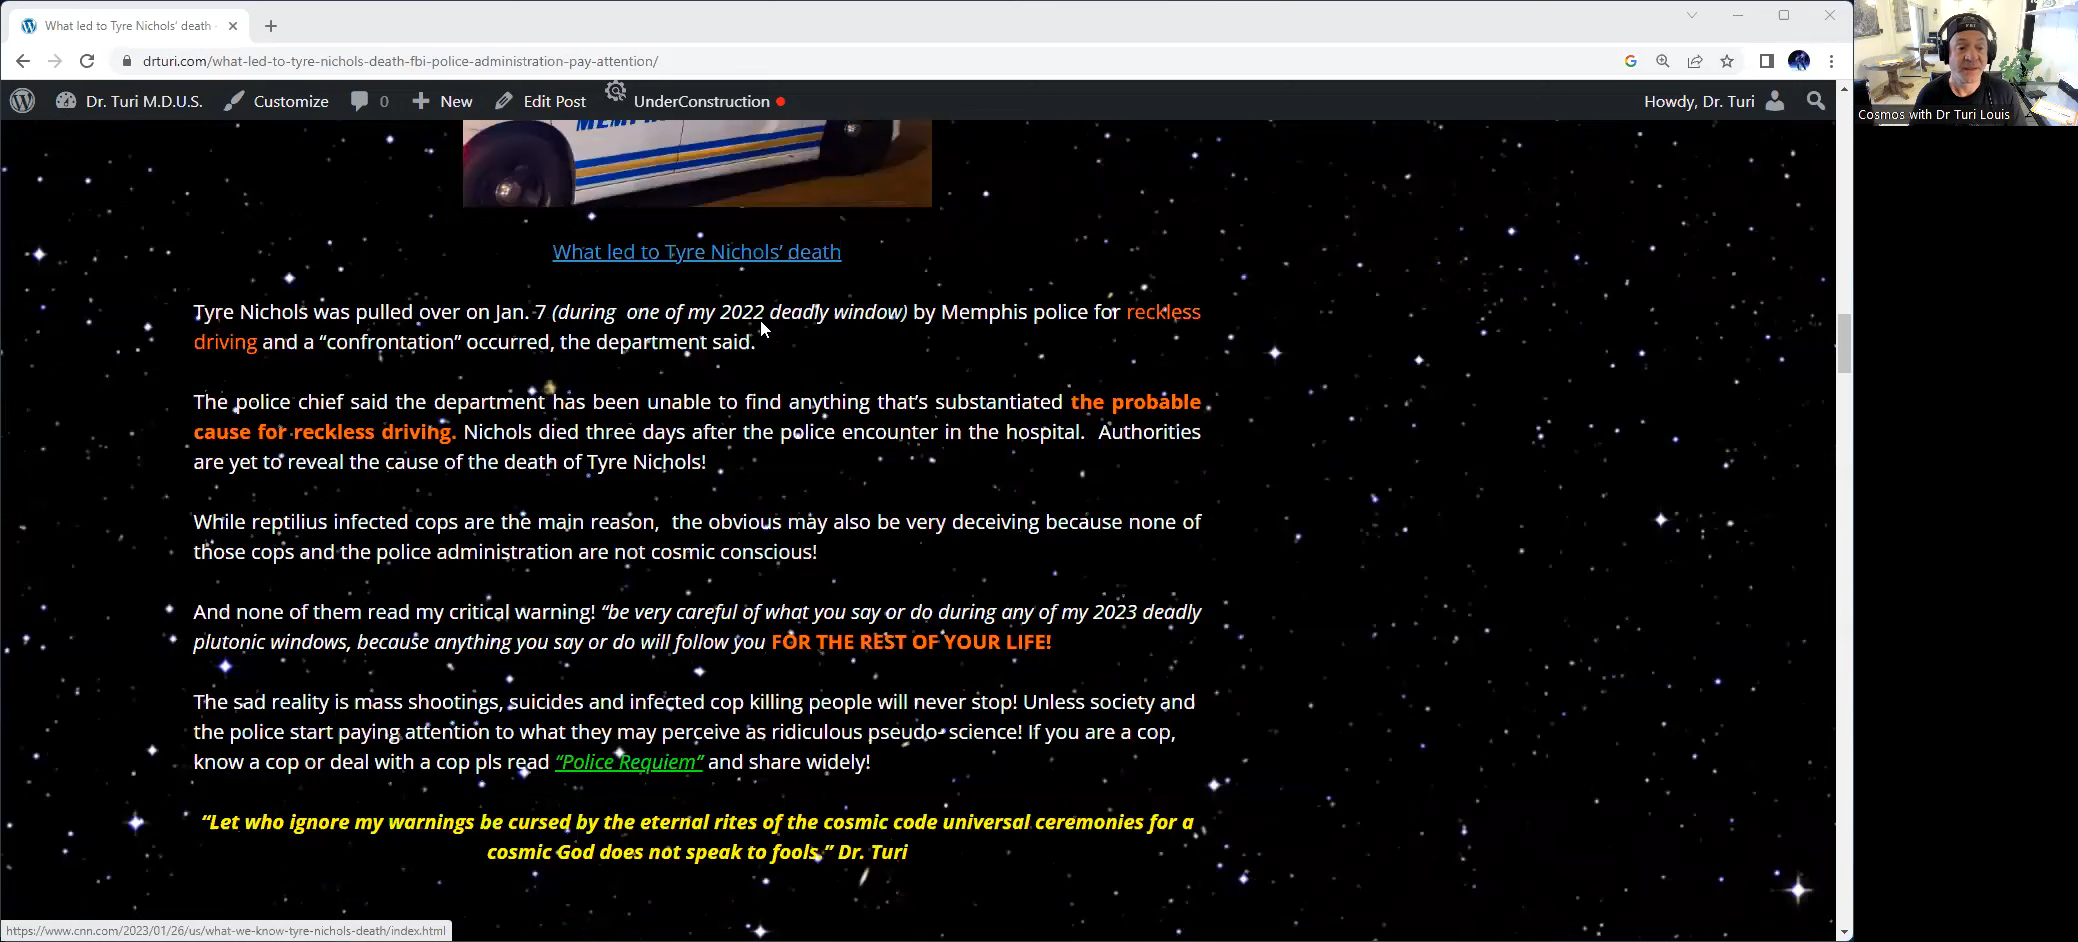 What led to Tyre Nichols' death
drturi.com/what-led-to-tyre-nichols-death-fbi-police-administration-pay-attention/
Dr. Turi M.D.U.S.
Customize
0
New
Edit Post
UnderConstruction
Howdy, Dr. Turi
Cosmos with Dr Turi Louis
What led to Tyre Nichols' death
Tyre Nichols was pulled over on Jan. 7 (during one of my 2022 deadly window) by Memphis police for reckless
driving and a “confrontation” occurred, the department said.
The police chief said the department has been unable to find anything that’s substantiated the probable
cause for reckless driving. Nichols died three days after the police encounter in the hospital. Authorities
are yet to reveal the cause of the death of Tyre Nichols!
While reptilius infected cops are the main reason, the obvious may also be very deceiving because none of
those cops and the police administration are not cosmic conscious!
And none of them read my critical warning! “be very careful of what you say or do during any of my 2023 deadly
plutonic windows, because anything you say or do will follow you FOR THE REST OF YOUR LIFE!
The sad reality is mass shootings, suicides and infected cop killing people will never stop! Unless society and
the police start paying attention to what they may perceive as ridiculous pseudo- science! If you are a cop,
know a cop or deal with a cop pls read “Police Requiem” and share widely!
“Let who ignore my warnings be cursed by the eternal rites of the cosmic code universal ceremonies for a
cosmic God does not speak to fools.” Dr. Turi
https://www.cnn.com/2023/01/26/us/what-we-know-tyre-nichols-death/index.html